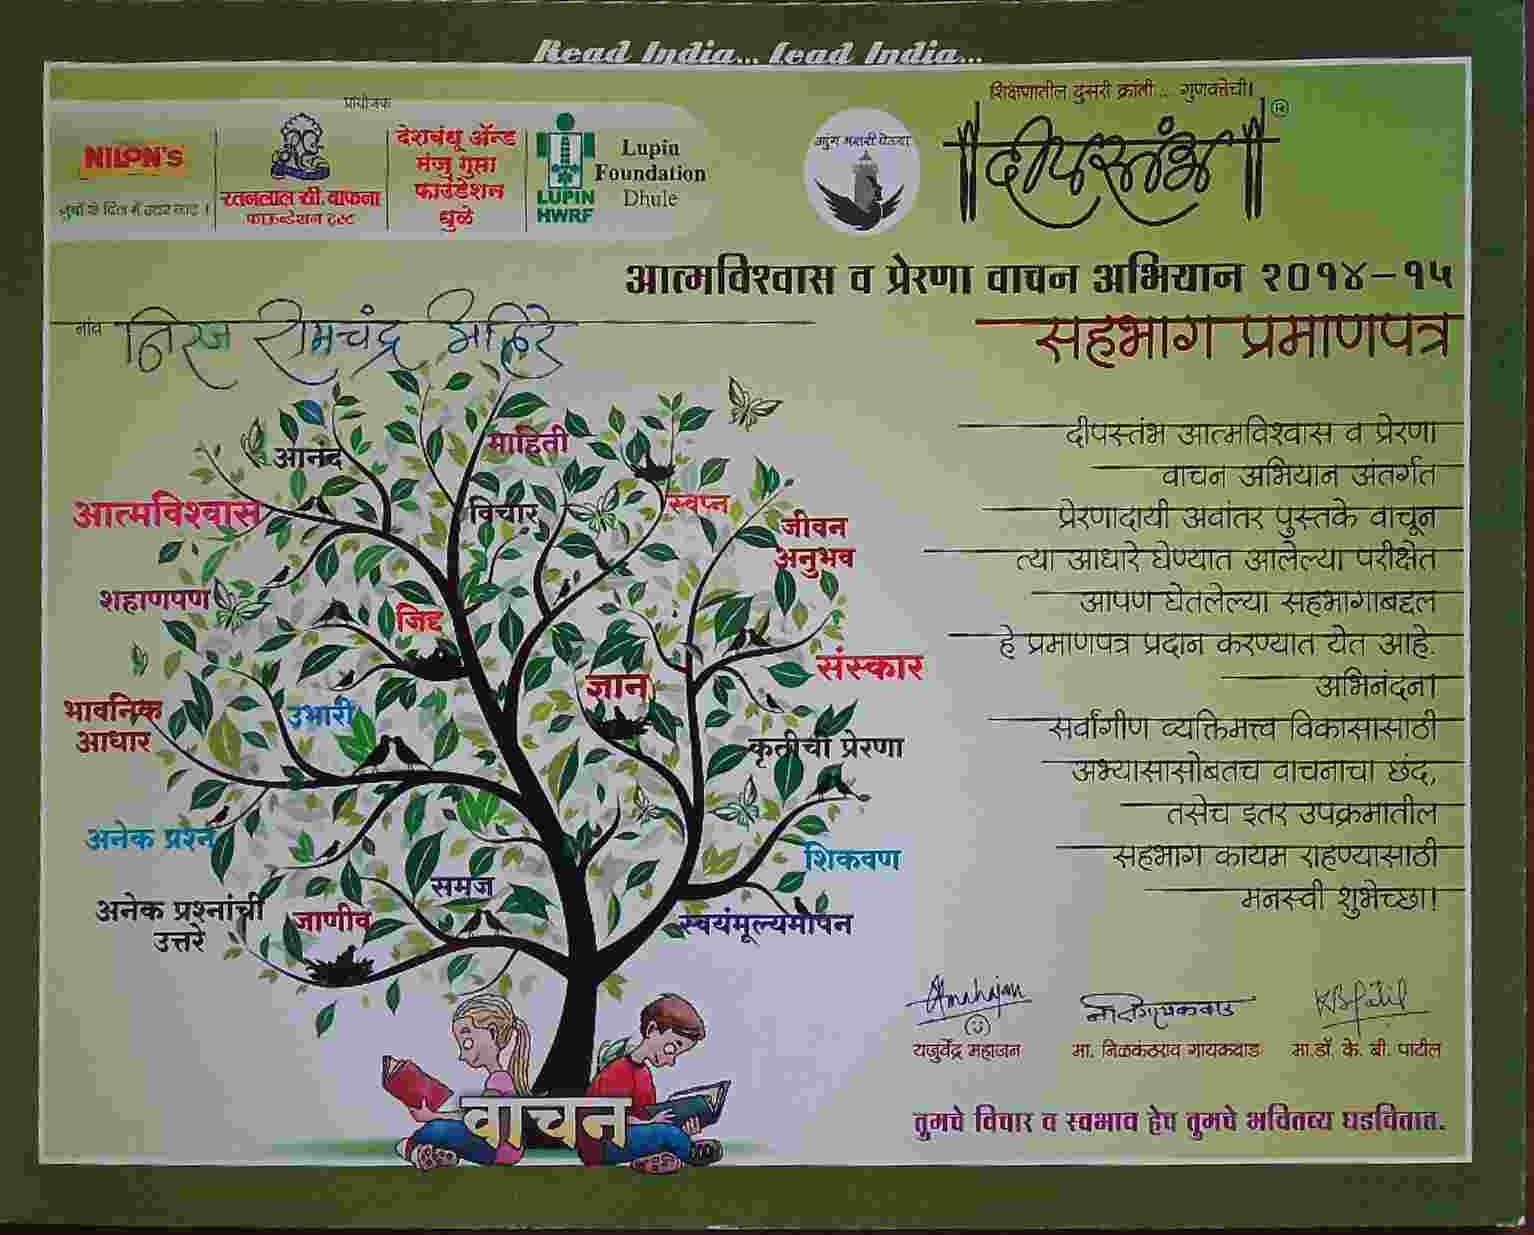 Read India... Lead India...
प्रायोजक
NILON'S
रतनलाल सी. बाफना
फाऊन्डेशन ट्रस्ट
देशबंधू ॲन्ड
मंजु गुप्ता
फाउंडेशन
धुळे
LUPIN
HWRF
Lupin
Foundation
Dhule
शिक्षणातील दुसरी क्रांती... गुणवत्तेची।
दीपस्तंभ
आत्मविश्वास व प्रेरणा वाचन अभियान २०१४-१५
नांव निरज रामचंद्र अहिरे
सहभाग प्रमाणपत्र
दीपस्तंभ आत्मविश्वास व प्रेरणा
वाचन अभियान अंतर्गत
प्रेरणादायी अवांतर पुस्तके वाचून
त्या आधारे घेण्यात आलेल्या परीक्षेत
आपण घेतलेल्या सहभागाबद्दल
हे प्रमाणपत्र प्रदान करण्यात येत आहे.
अभिनंदन।
सर्वांगीण व्यक्तिमत्त्व विकासासाठी
अभ्यासासोबतच वाचनाचा छंद,
तसेच इतर उपक्रमातील
सहभाग कायम राहण्यासाठी
मनस्वी शुभेच्छा!
आनंद
माहिती
आत्मविश्वास
विचार
स्वप्न
जीवन
अनुभव
शहाणपण
जिद्द
संस्कार
ज्ञान
भावनिक
आधार
उभारी
कृतीची प्रेरणा
अनेक प्रश्न
शिकवण
समज
अनेक प्रश्नांची
उत्तरे
जाणीव
स्वयंमूल्यमापन
वाचन
यजुर्वेंद्र महाजन
मा. निळकंठराव गायकवाड
मा.डॉ. के. बी. पाटील
तुमचे विचार व स्वभाव हेच तुमचे भवितव्य घडवितात.